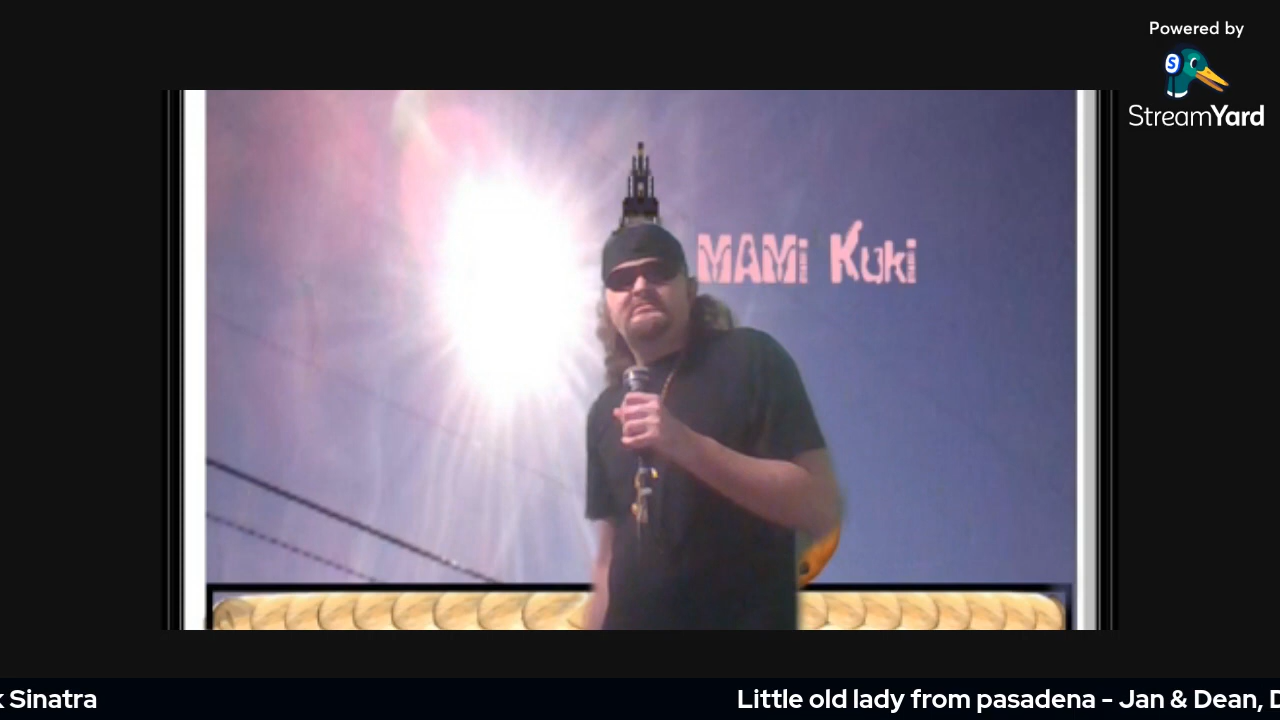 Powered by
StreamYard
MAMi Kuki
k Sinatra
Little old lady from pasadena - Jan & Dean, D